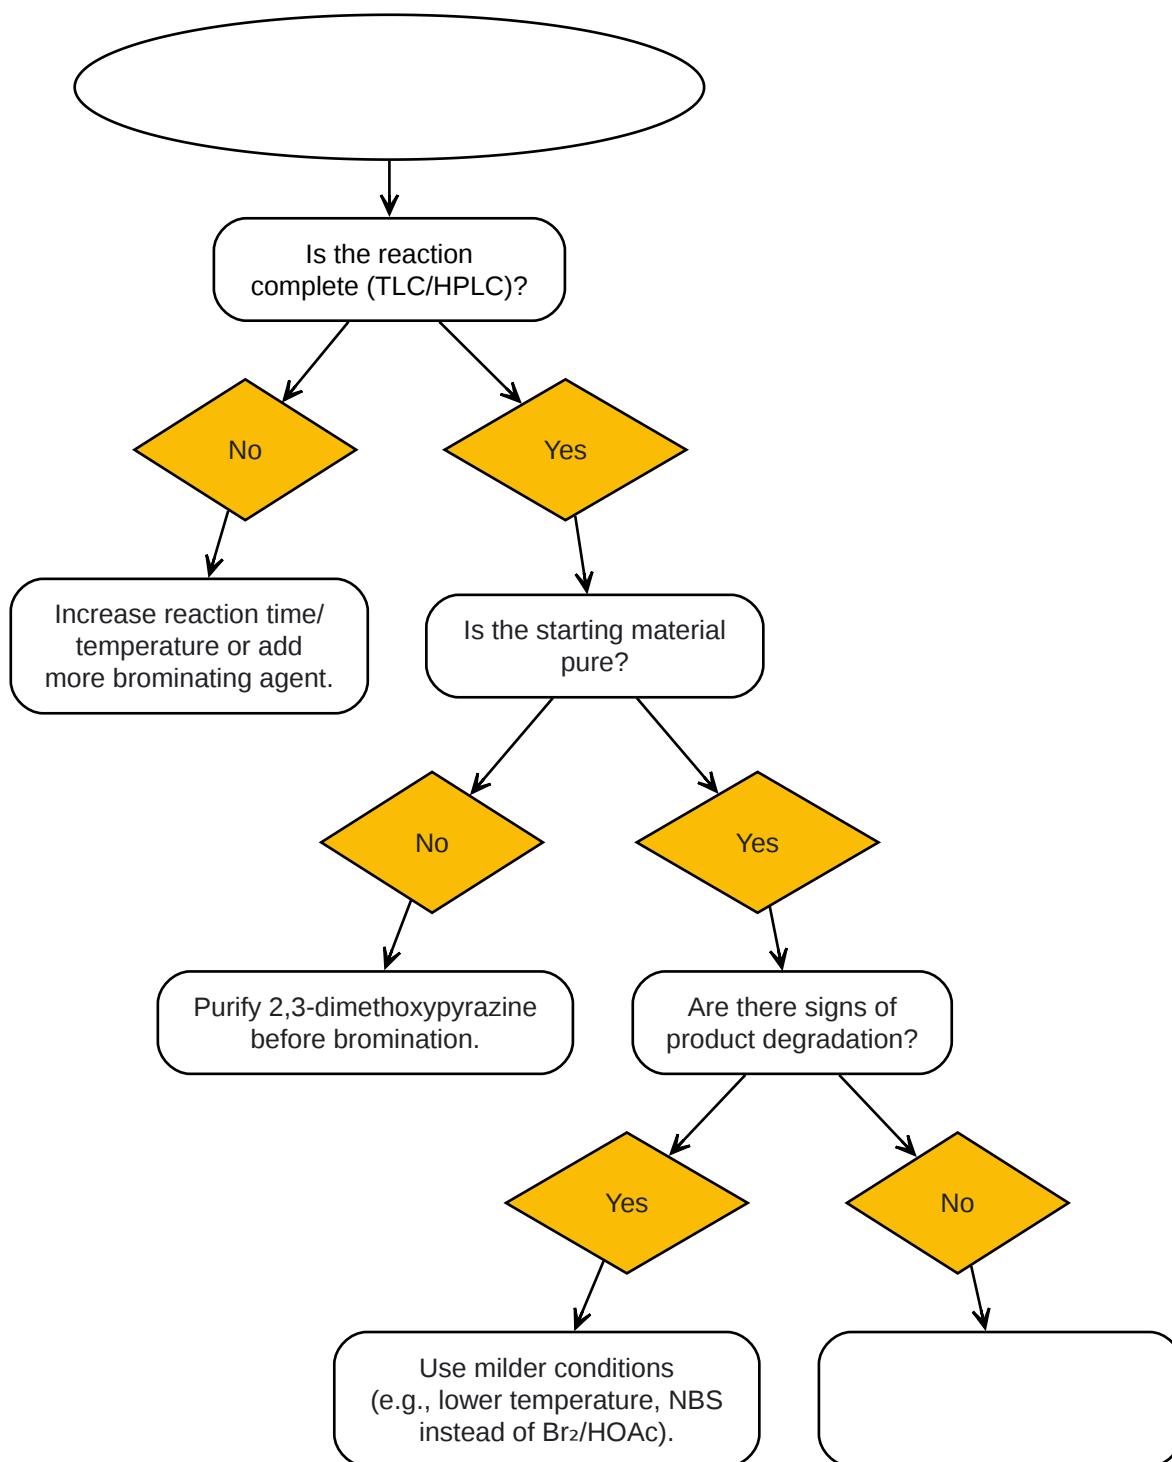 Is the reaction
complete (TLC/HPLC)?
No
Yes
Increase reaction time/
temperature or add
more brominating agent.
Is the starting material
pure?
No
Yes
Purify 2,3-dimethoxypyrazine
before bromination.
Are there signs of
product degradation?
Yes
No
Use milder conditions
(e.g., lower temperature, NBS
instead of Br₂/HOAc).